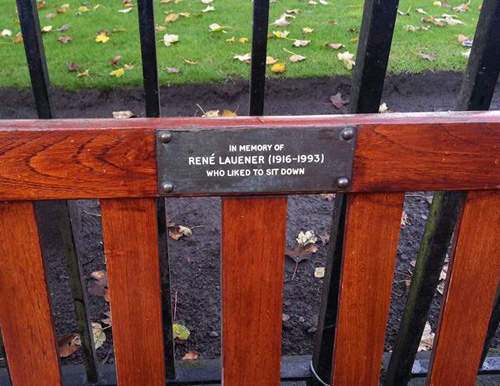 IN MEMORY OF
RENÉ LAUENER (1916-1993)
WHO LIKED TO SIT DOWN